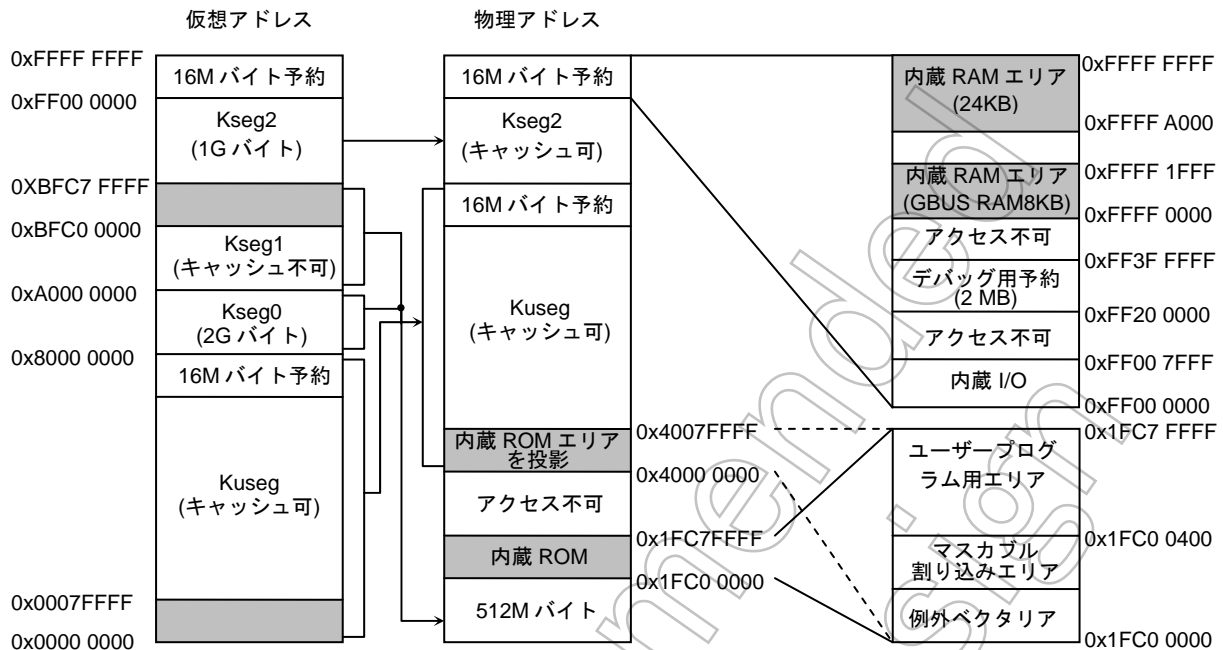 仮想アドレス
物理アドレス
0xFFFF FFFF
0xFF00 0000
0XBFC7 FFFF
0xBFC0 0000
0xA000 0000
0x8000 0000
0x0007FFFF
0x0000 0000
16M バイト予約
Kseg2
(1G バイト)
Kseg1
(キャッシュ不可)
Kseg0
(2G バイト)
16M バイト予約
Kuseg
(キャッシュ可)
16M バイト予約
Kseg2
(キャッシュ可)
16M バイト予約
Kuseg
(キャッシュ可)
内蔵 ROM エリア
を投影
アクセス不可
内蔵 ROM
512M バイト
0x4007FFFF
0x4000 0000
0x1FC7FFFF
0x1FC0 0000
内蔵 RAM エリア
(24KB)
内蔵 RAM エリア
(GBUS RAM8KB)
アクセス不可
デバッグ用予約
(2 MB)
アクセス不可
内蔵 I/O
ユーザープログ
ラム用エリア
マスカブル
割り込みエリア
例外ベクタリア
0xFFFF FFFF
0xFFFF A000
0xFFFF 1FFF
0xFFFF 0000
0xFF3F FFFF
0xFF20 0000
0xFF00 7FFF
0xFF00 0000
0x1FC7 FFFF
0x1FC0 0400
0x1FC0 0000
mended
sign